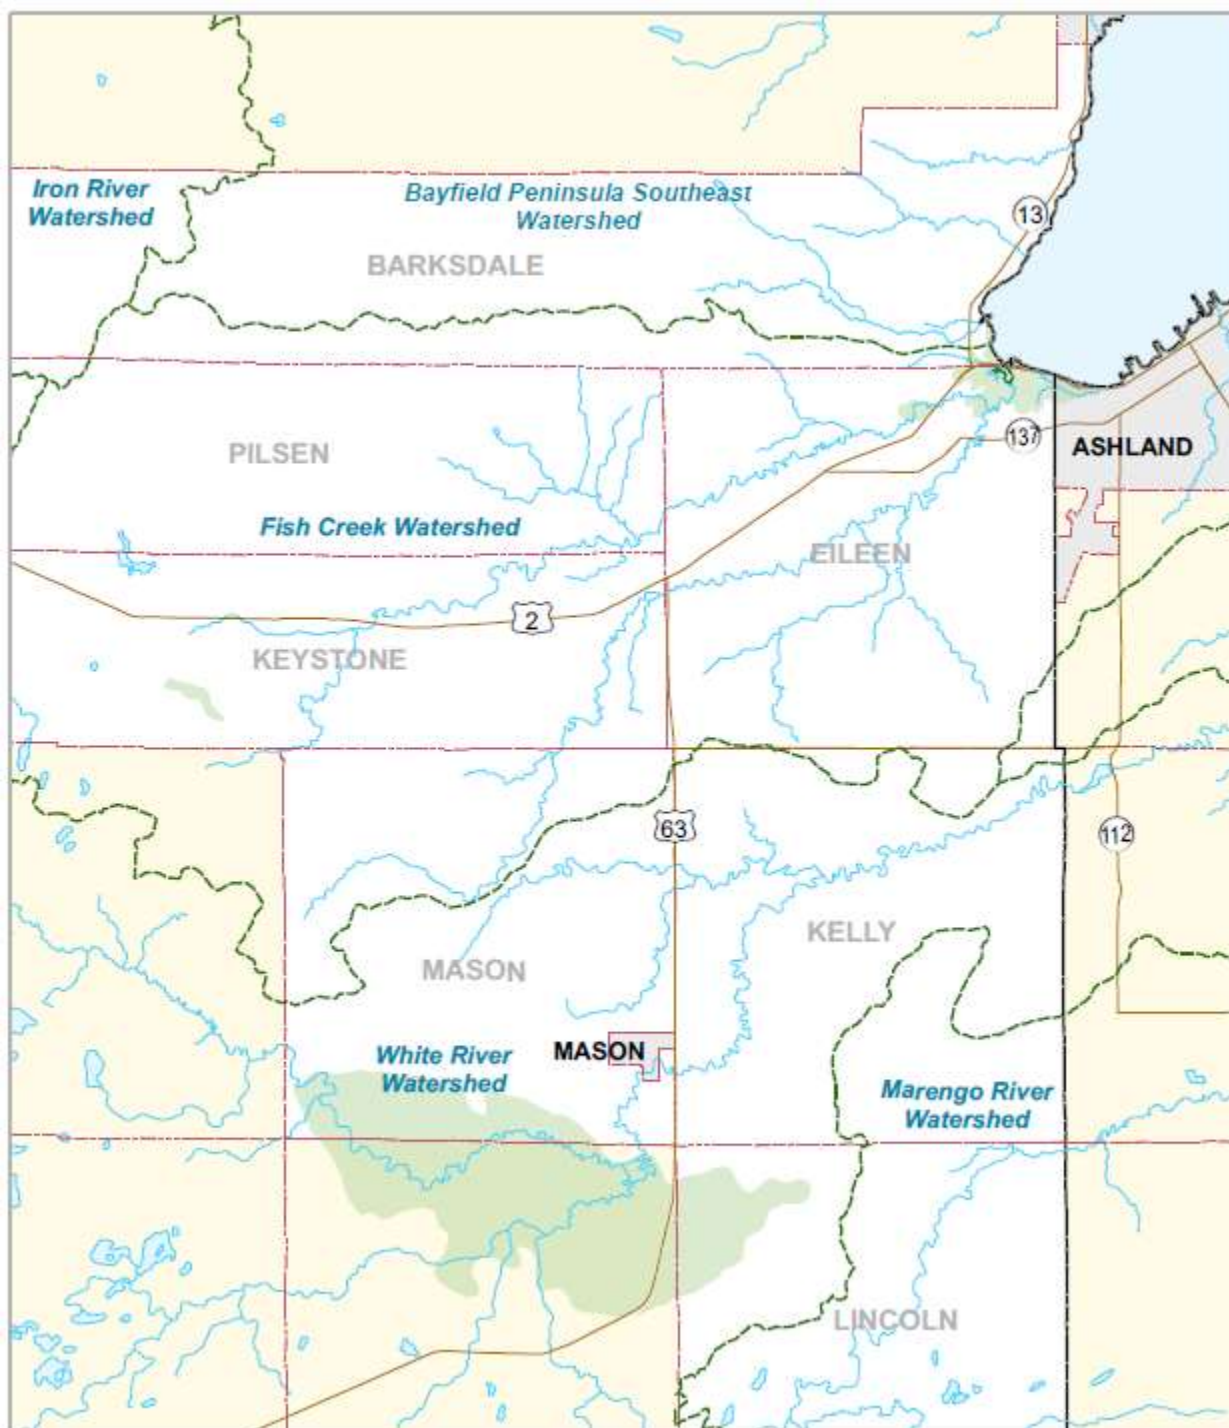 Iron River
Watershed
Bayfield Peninsula Southeast
Watershed
13
BARKSDALE
PILSEN
137
ASHLAND
Fish Creek Watershed
EILEEN
2
KEYSTONE
63
112
KELLY
MASON
White River
Watershed
MASON
Marengo River
Watershed
LINCOLN